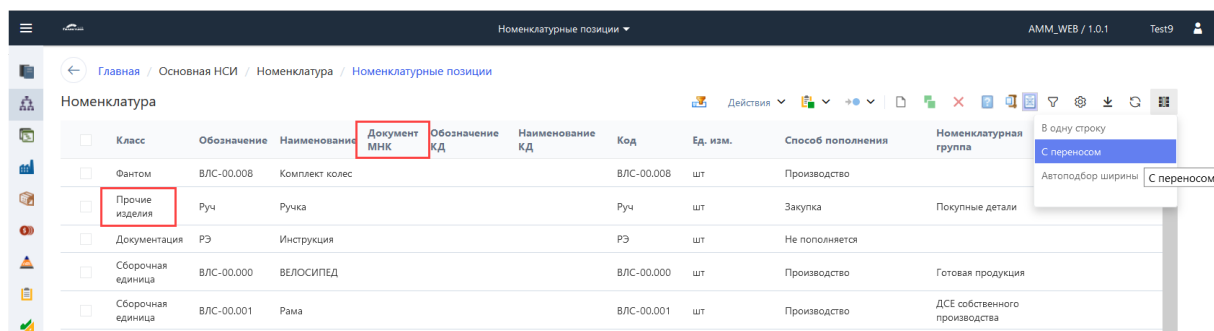 Номенклатурные позиции
AMM_WEB / 1.0.1
Test9
Главная / Основная НСИ / Номенклатура / Номенклатурные позиции
Номенклатура
Действия
Класс Обозначение Наименование Документ МНК Обозначение КД Наименование КД Код Ед. изм. Способ пополнения Номенклатурная группа
В одну строку
С переносом
Автоподбор ширины
С переносом
Фантом ВЛС-00.008 Комплект колес ВЛС-00.008 шт Производство
Прочие изделия Руч Ручка Руч шт Закупка Покупные детали
Документация РЭ Инструкция РЭ шт Не пополняется
Сборочная единица ВЛС-00.000 ВЕЛОСИПЕД ВЛС-00.000 шт Производство Готовая продукция
Сборочная единица ВЛС-00.001 Рама ВЛС-00.001 шт Производство ДСЕ собственного производства